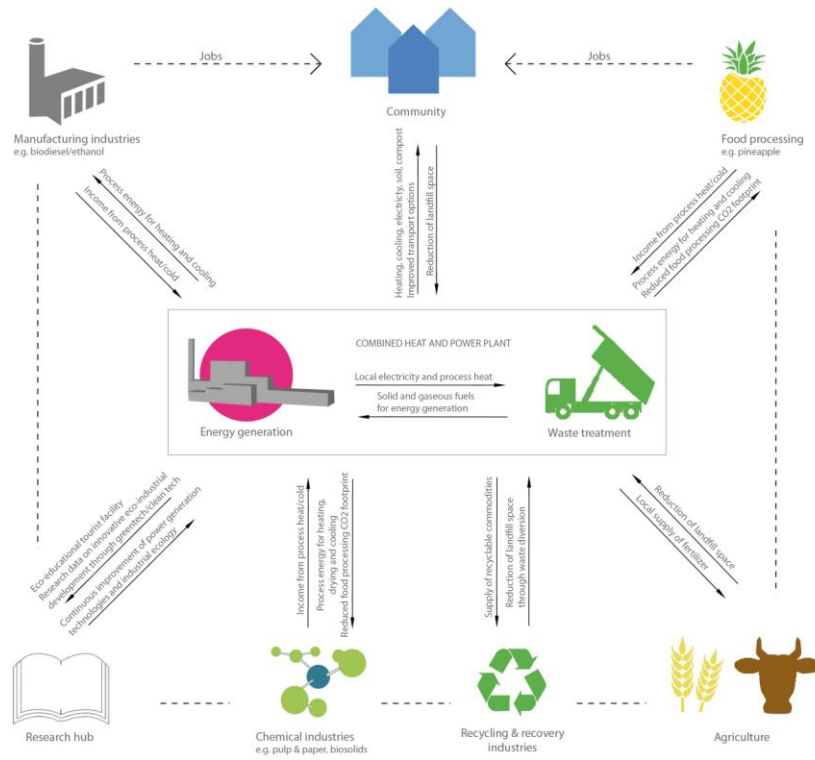 Jobs
Jobs
Community
Manufacturing industries
e.g. biodiesel/ethanol
Food processing
e.g. pineapple
Process energy for heating and cooling
Income from process heat/cold
Heating, cooling, electricty, soil, compost
Improved transport options
Reduction of landfill space
Income from process heat/cold
Process energy for heating and cooling
Reduced food processing CO2 footprint
COMBINED HEAT AND POWER PLANT
Local electricity and process heat
Solid and gaseous fuels
for energy generation
Energy generation
Waste treatment
Eco-educational tourist facility
Research data on innovative eco-industrial
development through greentech/clean tech
Continuous improvement of power generation
technologies and industrial ecology
Income from process heat/cold
Process energy for heating,
drying and cooling
Reduced food processing CO2 footprint
Supply of recyclable commodities
Reduction of landfill space
through waste diversion
Reduction of landfill space
Local supply of fertilizer
Research hub
Chemical industries
e.g. pulp & paper, biosolids
Recycling & recovery
industries
Agriculture